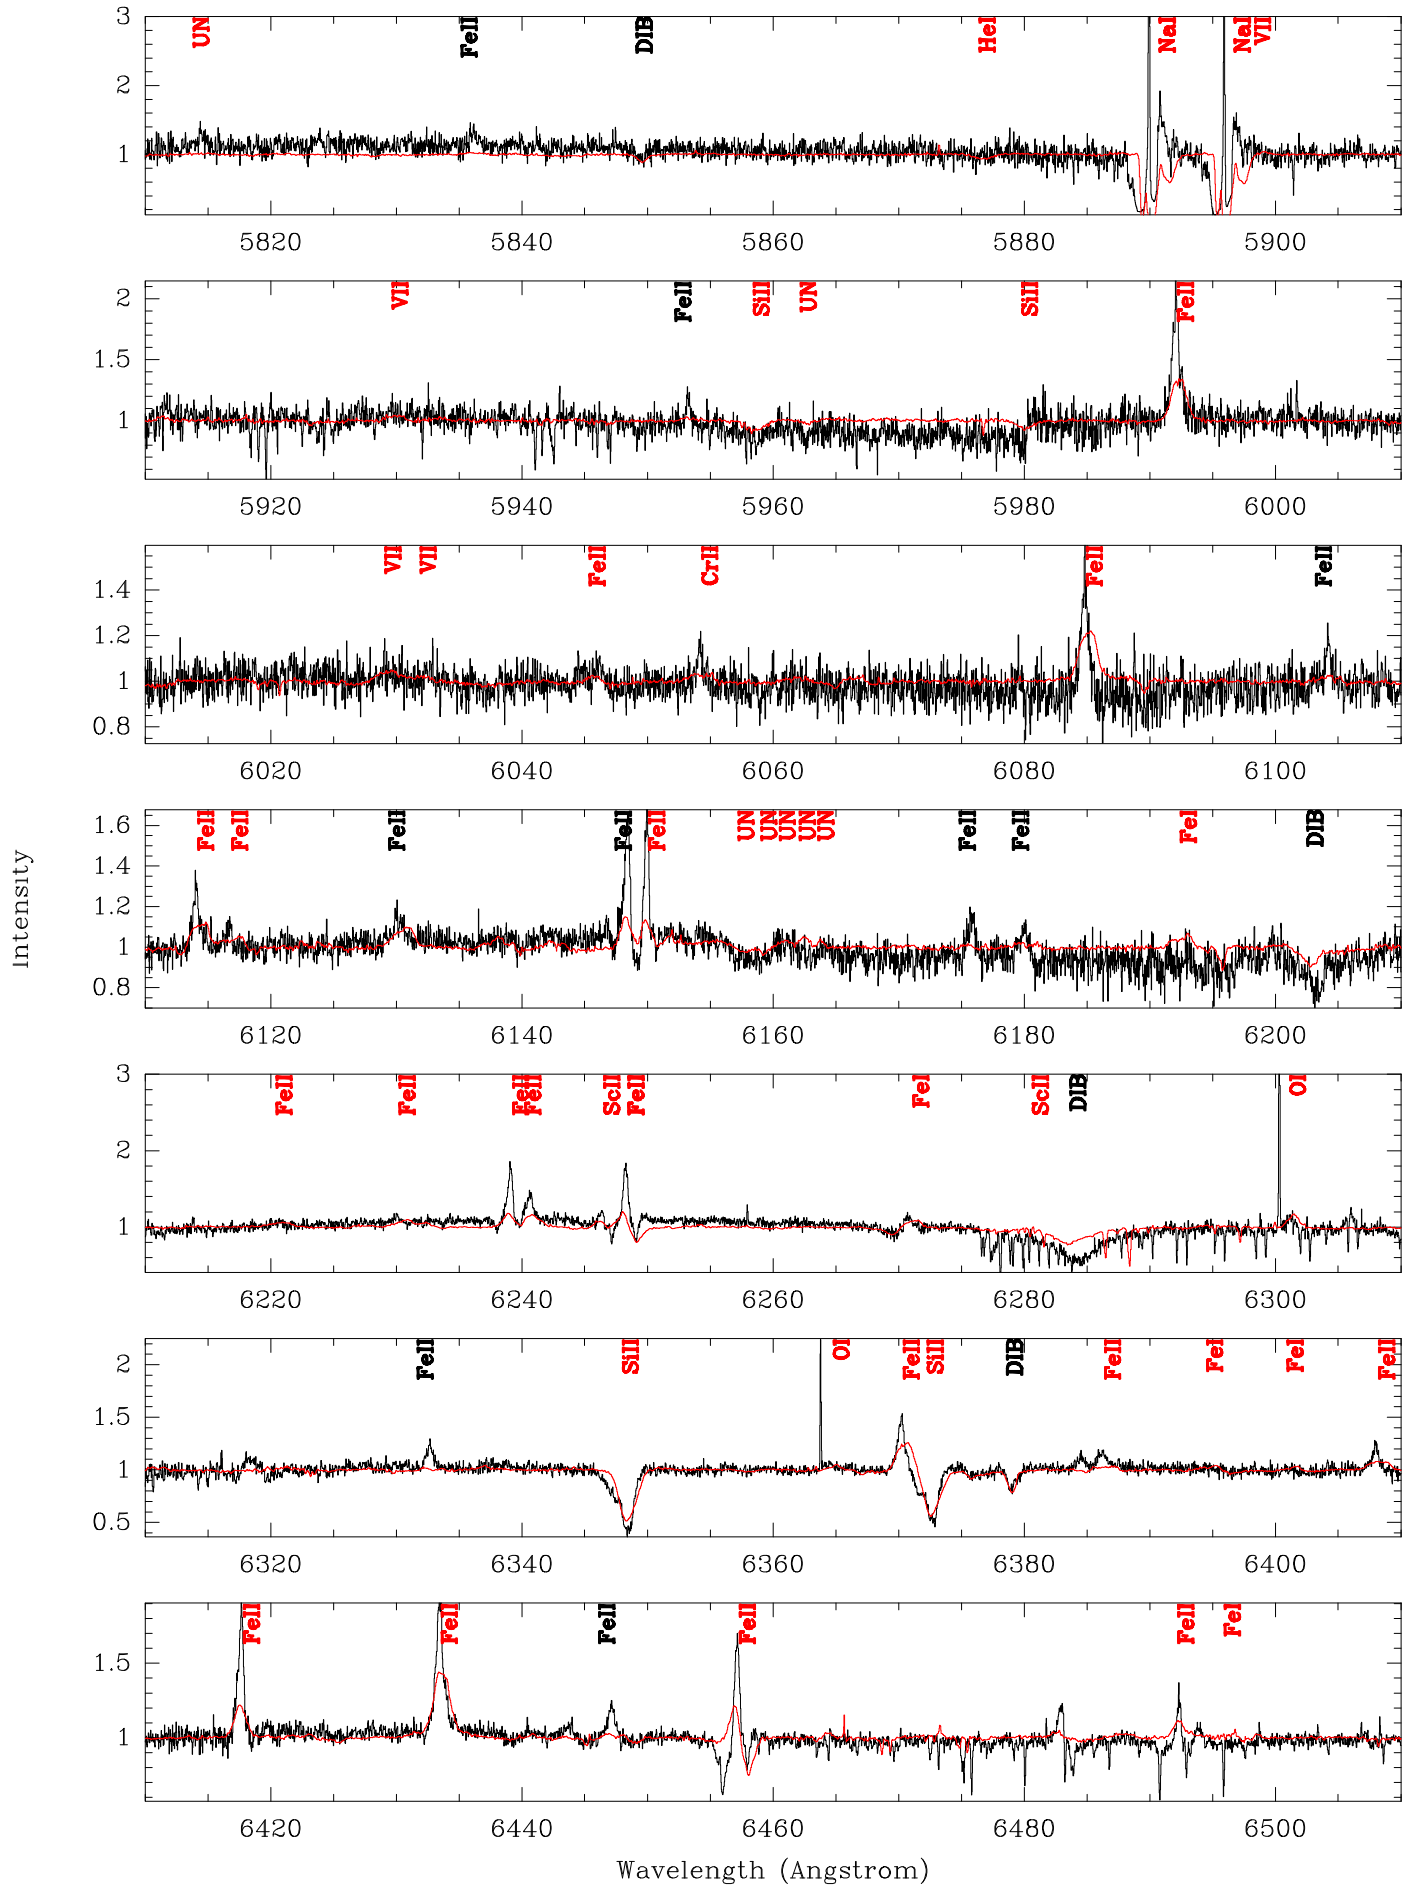 3
UN
FeII
DIB
HeI
NaI
NaI
VII
2
1
5820
5840
5860
5880
5900
2
VII
FeII
SiII
UN
SiII
FeII
1.5
1
5920
5940
5960
5980
6000
VII
VII
FeII
CrII
FeII
FeII
1.4
1.2
1
0.8
6020
6040
6060
6080
6100
1.6
FeII
FeII
FeII
FeII
FeII
UN
UN
UN
UN
UN
FeII
FeII
FeI
DIB
1.4
1.2
1
0.8
6120
6140
6160
6180
6200
Intensity
3
FeII
FeII
FeII
FeII
ScII
FeII
FeI
ScII
DIB
OI
2
1
6220
6240
6260
6280
6300
2
FeII
SiII
OI
FeII
SiII
DIB
FeII
FeI
FeI
FeII
1.5
1
0.5
6320
6340
6360
6380
6400
FeII
FeII
FeII
FeII
FeII
FeI
1.5
1
6420
6440
6460
6480
6500
Wavelength (Angstrom)